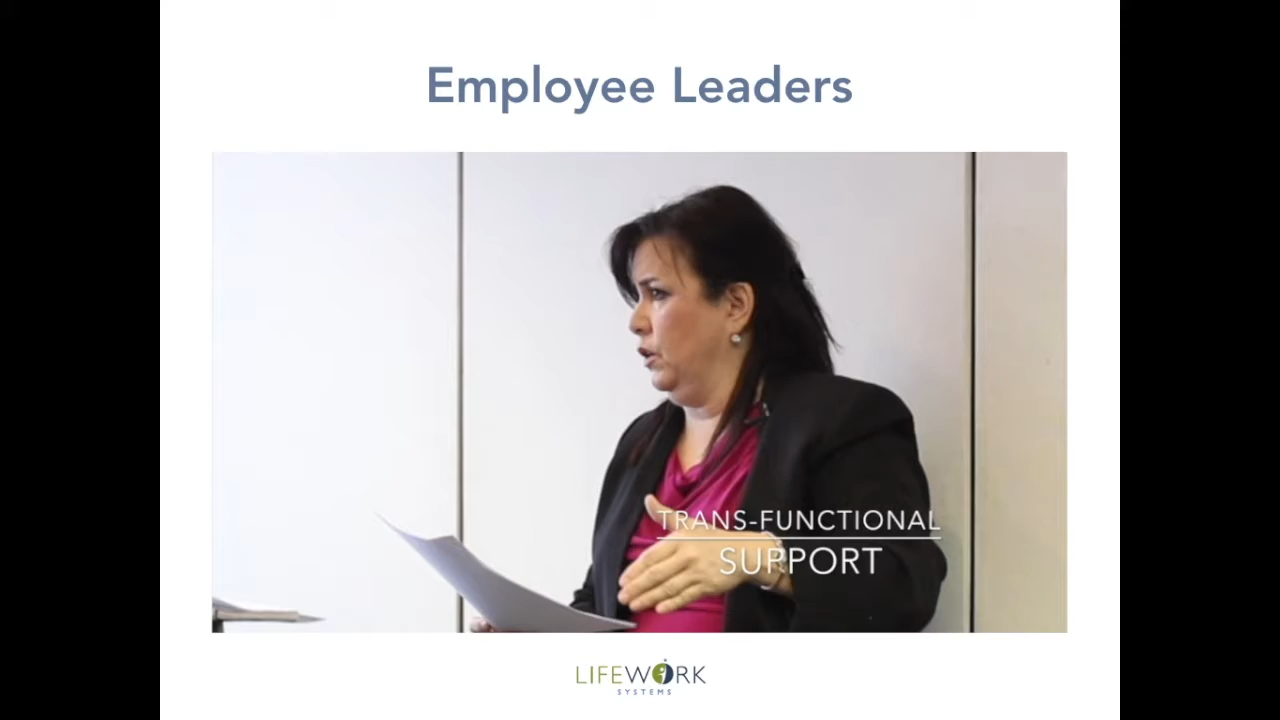 Employee Leaders
TRANS-FUNCTIONAL
SUPPORT
LIFEWORK
SYSTEMS